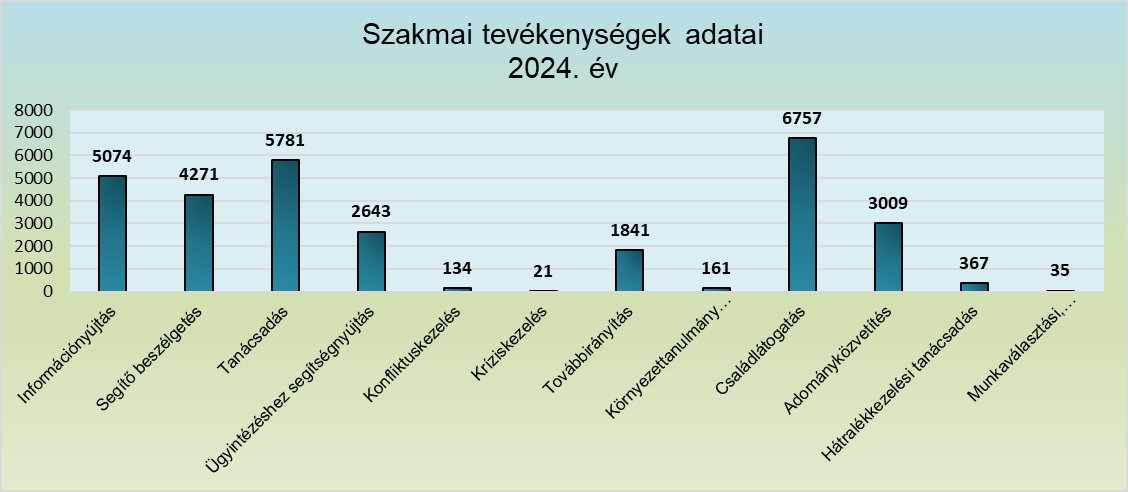 Szakmai tevékenységek adatai
2024. év
8000
7000
6000
5000
4000
3000
2000
1000
0
5074
4271
5781
2643
134
21
1841
161
6757
3009
367
35
Információnyújtás
Segítő beszélgetés
Tanácsadás
Ügyintézéshez segítségnyújtás
Konfliktuskezelés
Kríziskezelés
Továbbirányítás
Környezettanulmány…
Családlátogatás
Adományközvetítés
Hátralékkezelési tanácsadás
Munkaválasztási,…